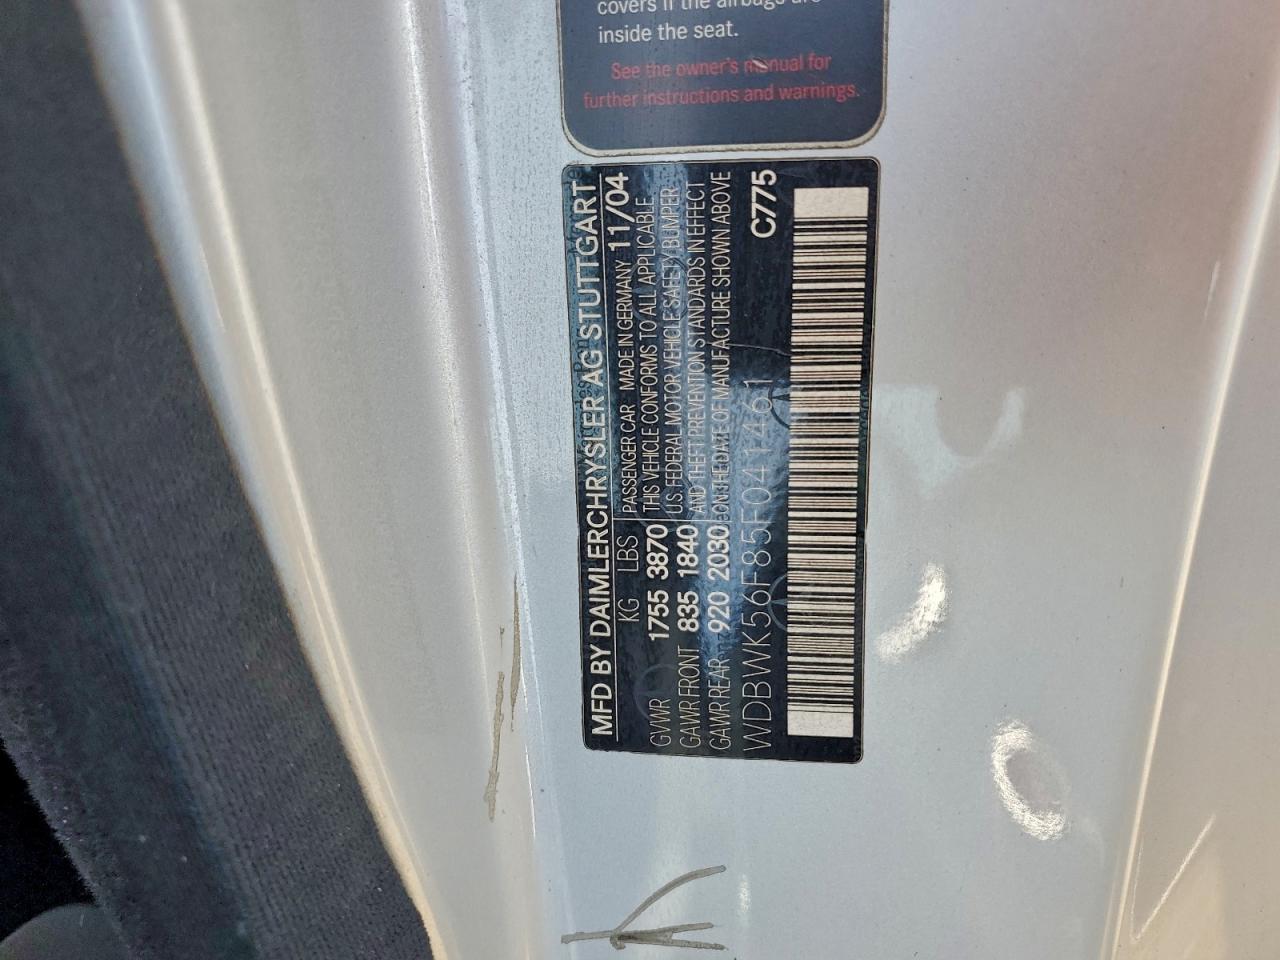 covers if the airbags are
inside the seat.
See the owner's manual for
further instructions and warnings.
MFD BY DAIMLERCHRYSLER AG STUTTGART
KG LBS PASSENGER CAR MADE IN GERMANY 11/04
GVWR 1755 3870 THIS VEHICLE CONFORMS TO ALL APPLICABLE
GAWR FRONT 835 1840 U.S. FEDERAL MOTOR VEHICLE SAFETY BUMPER
GAWR REAR 920 2030 AND THEFT PREVENTION STANDARDS IN EFFECT
ON THE DATE OF MANUFACTURE SHOWN ABOVE
WDBWK56F85F041461 C775